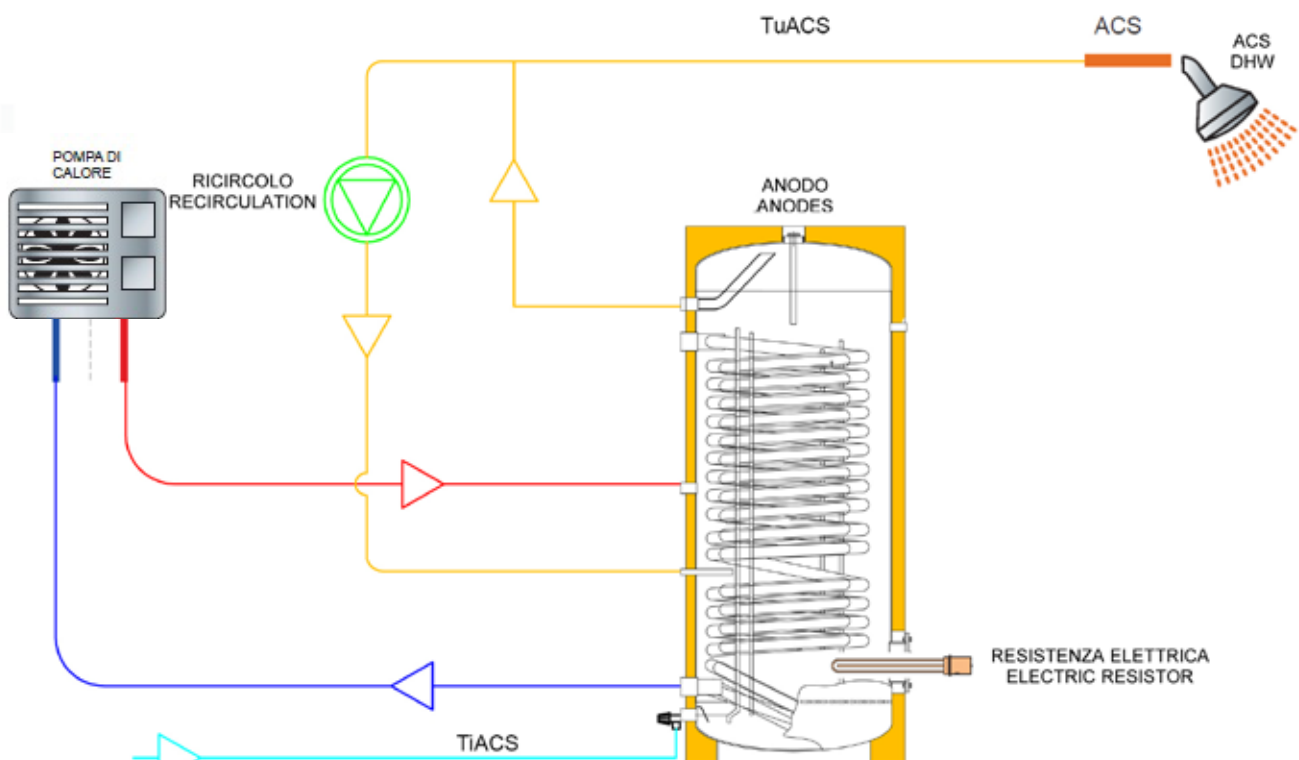 TuACS
ACS
ACS
DHW
POMPA DI
CALORE
RICIRCOLO
RECIRCULATION
ANODO
ANODES
RESISTENZA ELETTRICA
ELECTRIC RESISTOR
TiACS